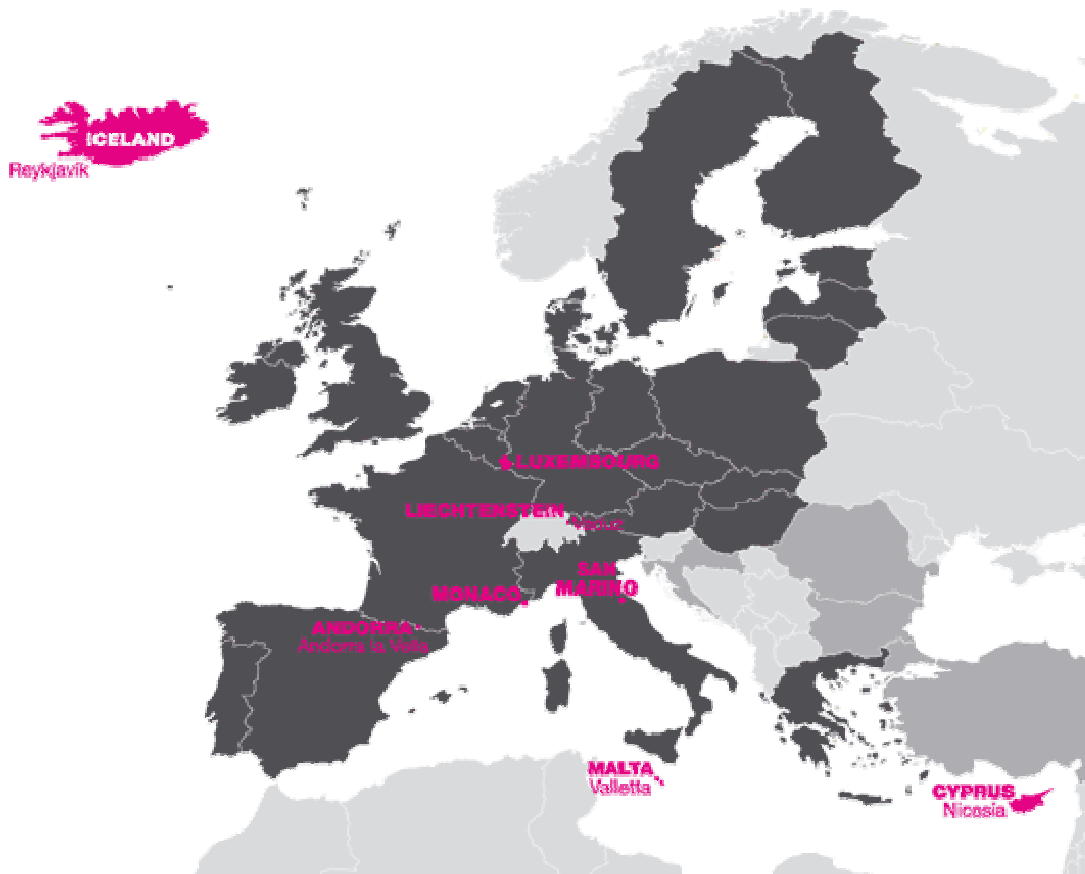 ICELAND
Reykjavik
LUXEMBOURG
LIECHTENSTEIN
Vaduz
SAN
MARINO
MONACO
ANDORRA
Andorra la Vella
MALTA
Valletta
CYPRUS
Nicosia